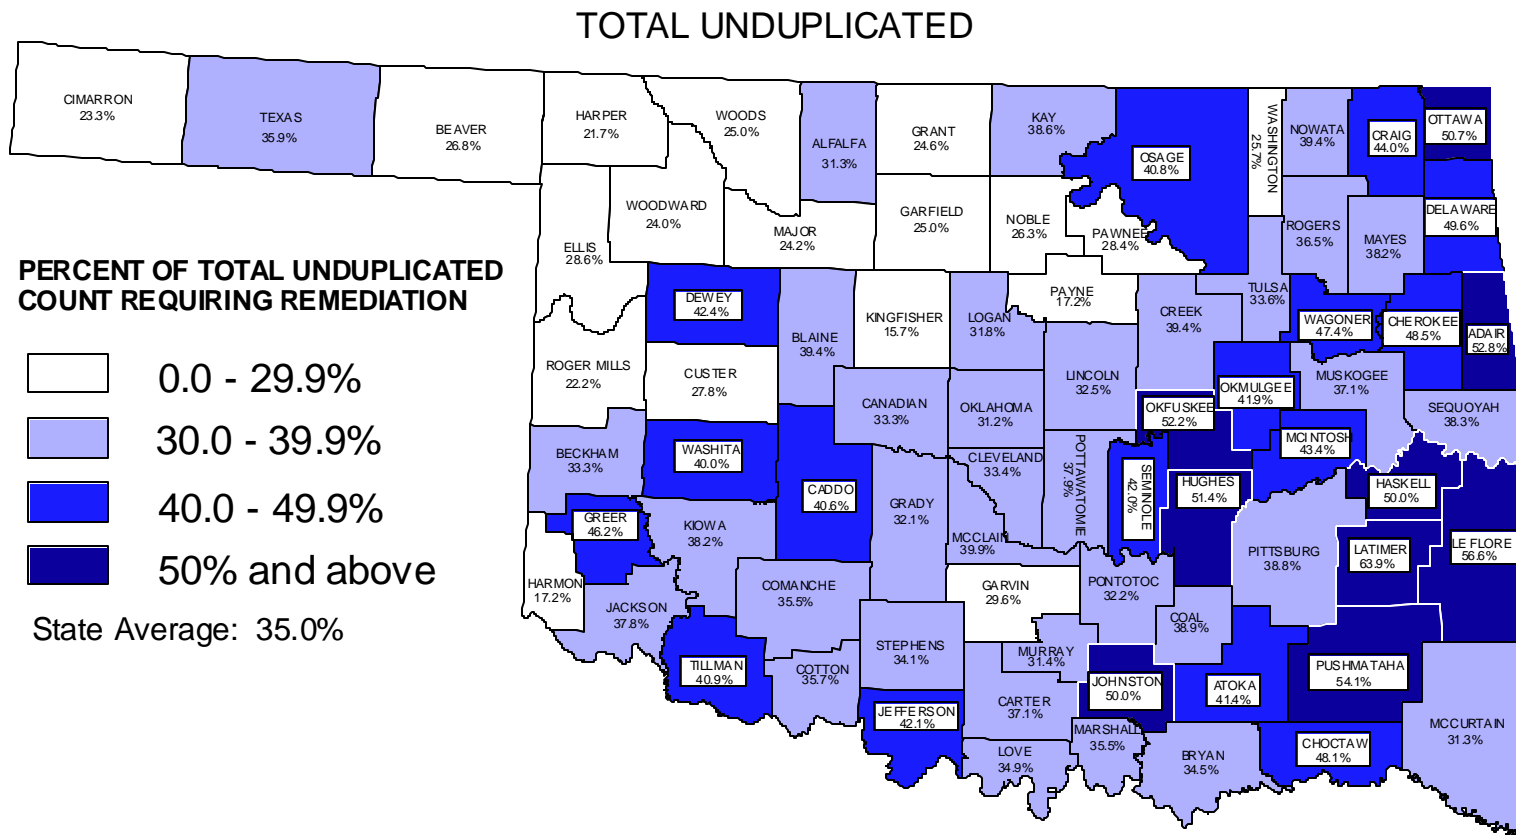 TOTAL UNDUPLICATED
CIMARRON
23.3%
TEXAS
35.9%
BEAVER
26.8%
HARPER
21.7%
WOODS
25.0%
ALFALFA
31.3%
GRANT
24.6%
KAY
38.6%
OSAGE
40.8%
WASHINGTON
25.7%
NOWATA
39.4%
CRAIG
44.0%
OTTAWA
50.7%
ELLIS
28.6%
WOODWARD
24.0%
MAJOR
24.2%
GARFIELD
25.0%
NOBLE
26.3%
PAWNEE
28.4%
ROGERS
36.5%
MAYES
38.2%
DELAWARE
49.6%
PERCENT OF TOTAL UNDUPLICATED
COUNT REQUIRING REMEDIATION
0.0 - 29.9%
30.0 - 39.9%
40.0 - 49.9%
50% and above
State Average: 35.0%
DEWEY
42.4%
BLAINE
39.4%
KINGFISHER
15.7%
LOGAN
31.8%
PAYNE
17.2%
CREEK
39.4%
TULSA
33.6%
WAGONER
47.4%
CHEROKEE
48.5%
ADAIR
52.8%
ROGER MILLS
22.2%
CUSTER
27.8%
CANADIAN
33.3%
OKLAHOMA
31.2%
LINCOLN
32.5%
OKFUSKEE
52.2%
OKMULGEE
41.9%
MUSKOGEE
37.1%
SEQUOYAH
38.3%
BECKHAM
33.3%
WASHITA
40.0%
CADDO
40.6%
GRADY
32.1%
CLEVELAND
33.4%
POTTAWATOMIE
37.9%
SEMINOLE
42.0%
HUGHES
51.4%
MCINTOSH
43.4%
HASKELL
50.0%
GREER
46.2%
KIOWA
38.2%
MCCLAIN
39.9%
PITTSBURG
38.8%
LATIMER
63.9%
LE FLORE
56.6%
HARMON
17.2%
JACKSON
37.8%
COMANCHE
35.5%
GARVIN
29.6%
PONTOTOC
32.2%
COAL
38.9%
TILLMAN
40.9%
COTTON
35.7%
STEPHENS
34.1%
MURRAY
31.4%
JOHNSTON
50.0%
ATOKA
41.4%
PUSHMATAHA
54.1%
JEFFERSON
42.1%
CARTER
37.1%
MARSHALL
35.5%
MCCURTAIN
31.3%
LOVE
34.9%
BRYAN
34.5%
CHOCTAW
48.1%